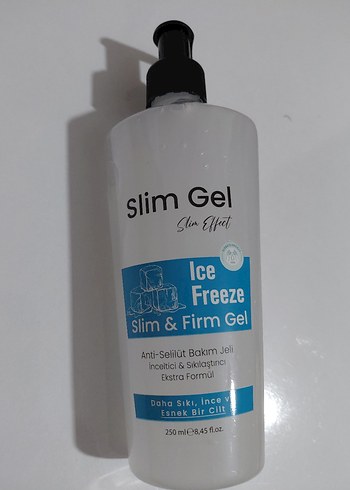 Slim Gel
Slim Effect
Ice
Freeze
Slim & Firm Gel
Anti-Selilüt Bakım Jeli
İnceltici & Sıkılaştırıcı
Ekstra Formül
Daha Sıkı, İnce ve
Esnek Bir Cilt
250 ml ℮ 8,45 fl.oz.